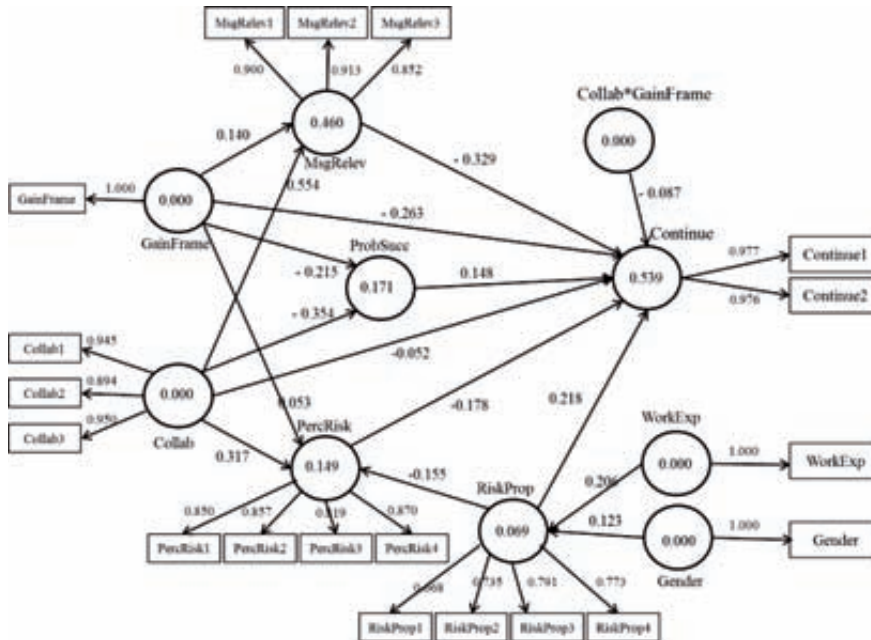 MsgRelev1 MsgRelev2 MsgRelev3
0.900 0.913 0.852
Collab*GainFrame
0.460
0.000
0.140
MsgRelev
- 0.329
0.554
1.000
GainFrame
0.000
- 0.087
- 0.263
GainFrame
ProbSucc
Continue
0.977
Continue1
- 0.215
0.171
0.148
0.539
Continue2
0.976
- 0.354
Collab1
0.945
-0.052
Collab2
0.894
0.000
0.053
-0.178
0.218
WorkExp
Collab3
0.950
Collab
PercRisk
0.317
0.149
-0.155
RiskProp
0.000
1.000
WorkExp
0.206
0.850 0.857 0.819 0.870
0.069
0.123
0.000
1.000
Gender
PercRisk1 PercRisk2 PercRisk3 PercRisk4
Gender
0.668 0.735 0.791 0.773
RiskProp1 RiskProp2 RiskProp3 RiskProp4